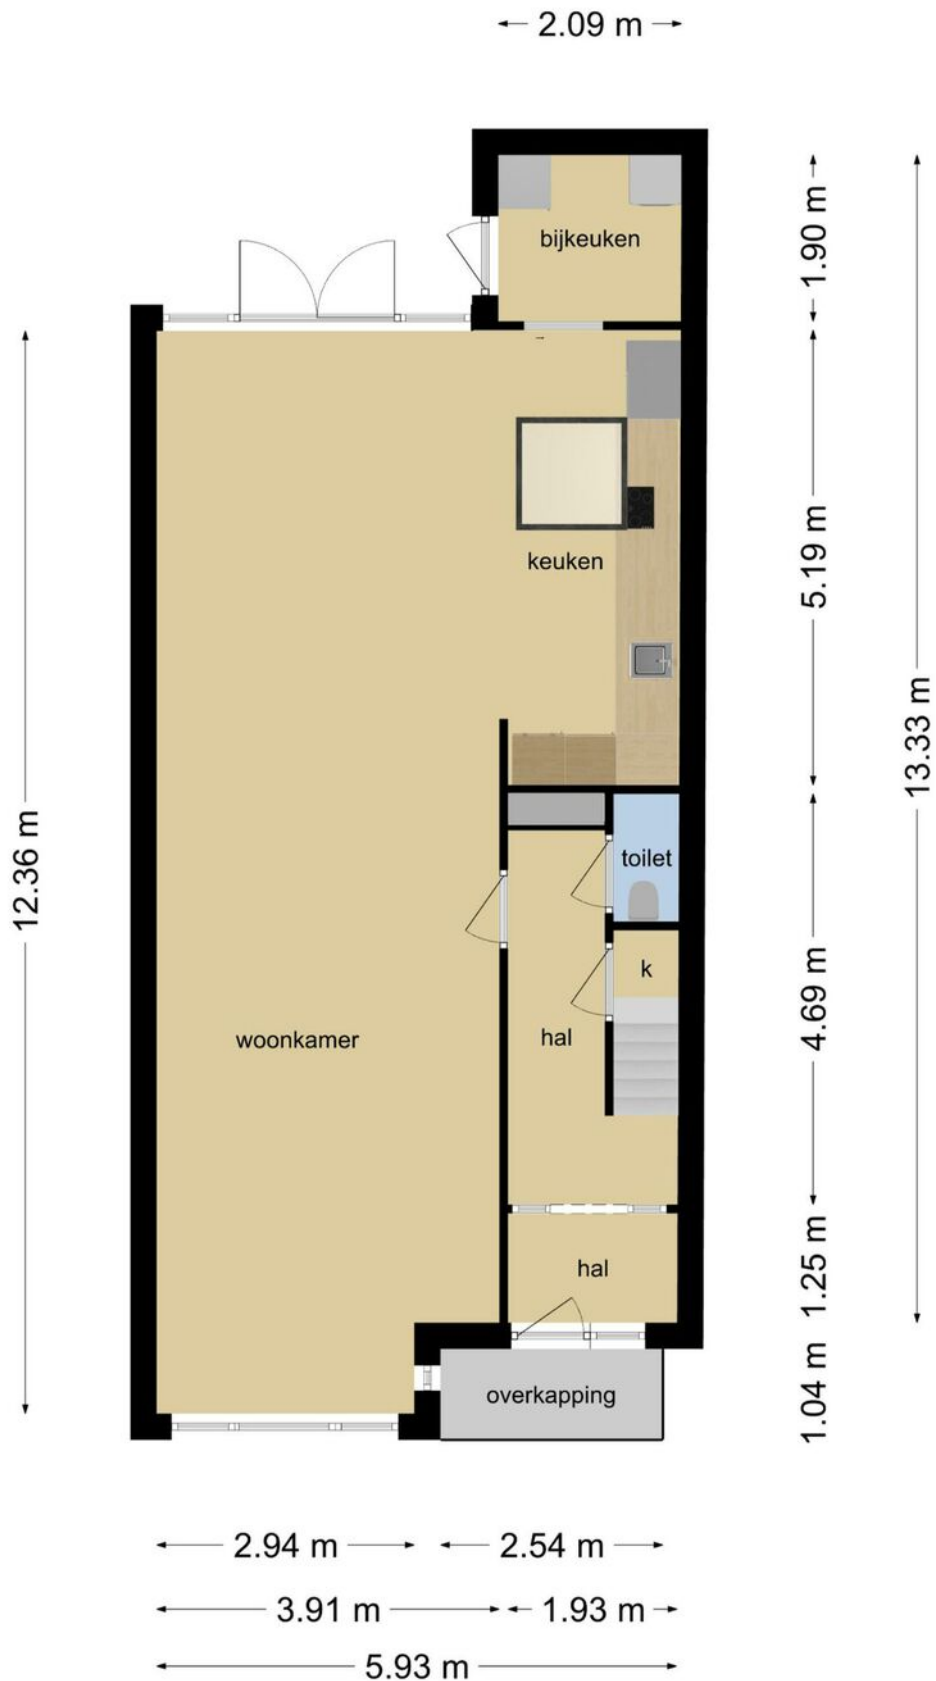 2.09 m
bijkeuken
1.90 m
keuken
5.19 m
13.33 m
12.36 m
toilet
k
4.69 m
hal
woonkamer
hal
1.25 m
overkapping
1.04 m
2.94 m
2.54 m
3.91 m
1.93 m
5.93 m